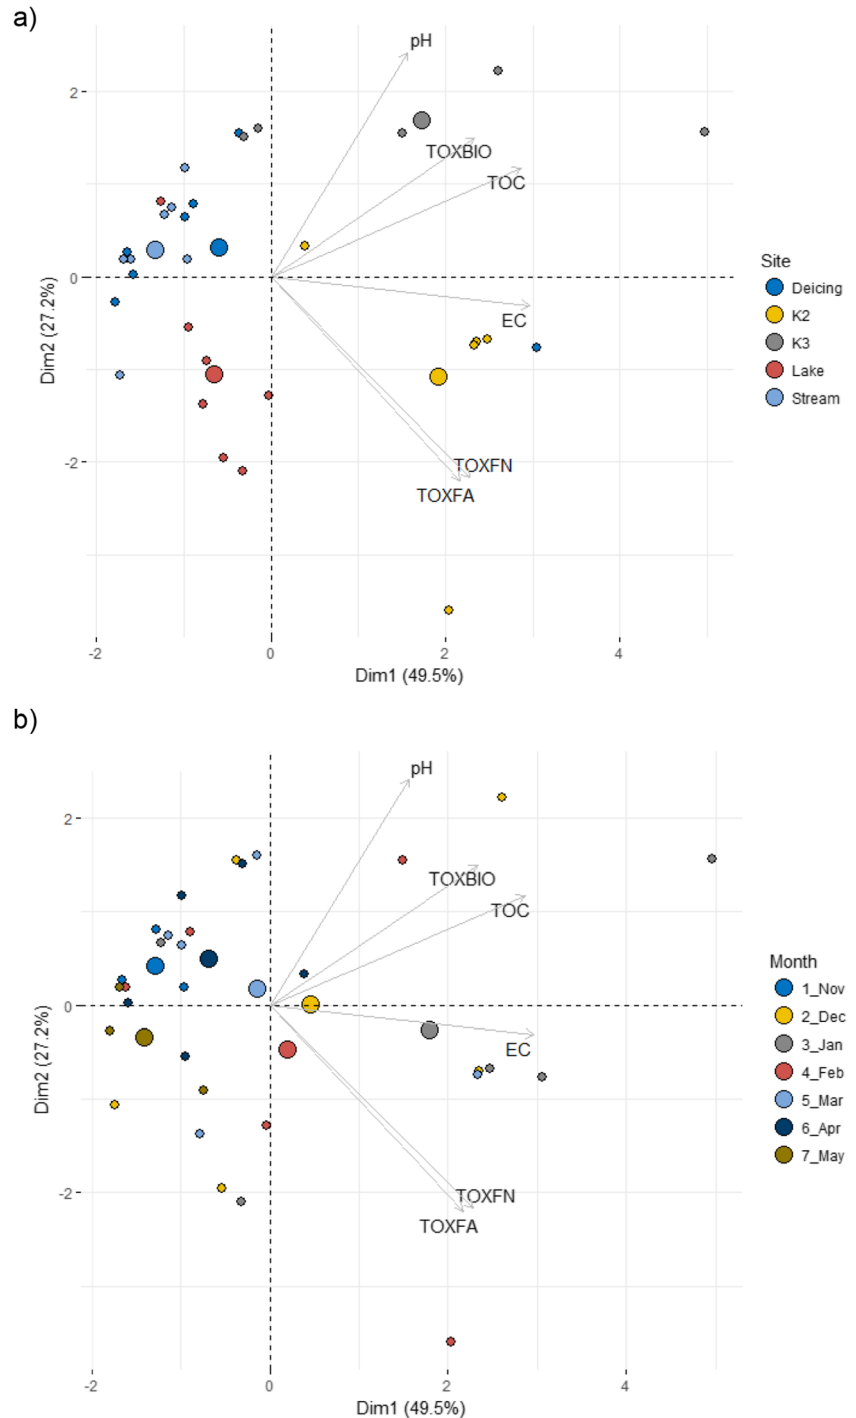 a)
pH
2
TOXBIO
TOC
0
EC
-2
TOXFN
TOXFA
-2
0
2
4
Dim1 (49.5%)
Dim2 (27.2%)
Site
Deicing
K2
K3
Lake
Stream
b)
pH
2
TOXBIO
TOC
0
EC
-2
TOXFN
TOXFA
-2
0
2
4
Dim1 (49.5%)
Dim2 (27.2%)
Month
1_Nov
2_Dec
3_Jan
4_Feb
5_Mar
6_Apr
7_May